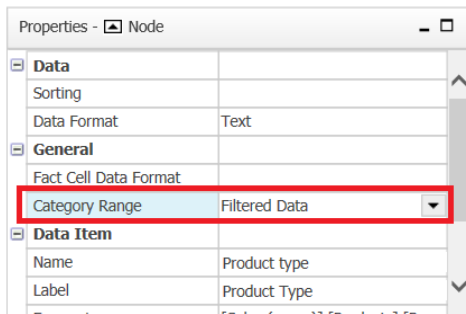 Properties - Node
Data
Sorting
Data Format Text
General
Fact Cell Data Format
Category Range Filtered Data
Data Item
Name Product type
Label Product Type